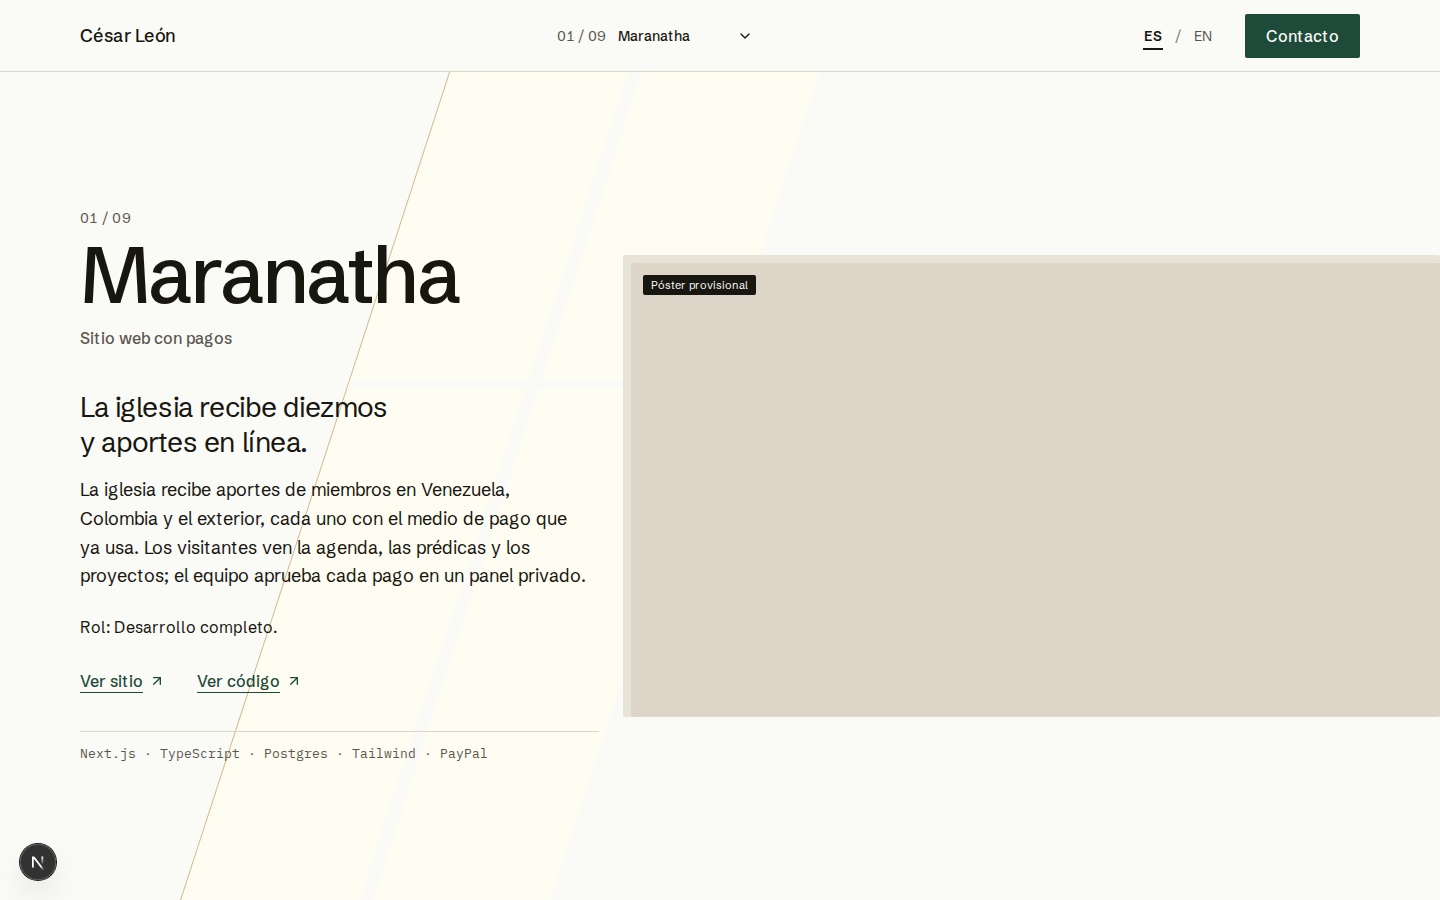 César León
01 / 09 Maranatha
ES / EN
Contacto
01 / 09
Maranatha
Sitio web con pagos
La iglesia recibe diezmos
y aportes en línea.
La iglesia recibe aportes de miembros en Venezuela,
Colombia y el exterior, cada uno con el medio de pago que
ya usa. Los visitantes ven la agenda, las prédicas y los
proyectos; el equipo aprueba cada pago en un panel privado.
Rol: Desarrollo completo.
Ver sitio Ver código
Next.js · TypeScript · Postgres · Tailwind · PayPal
Póster provisional
N